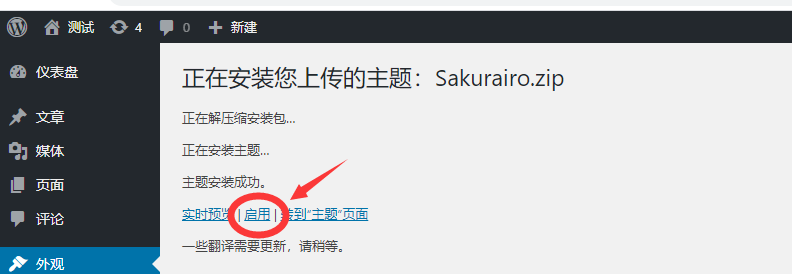 测试 4 0 新建
仪表盘
文章
媒体
页面
评论
外观
正在安装您上传的主题：Sakurairo.zip
正在解压缩安装包…
正在安装主题…
主题安装成功。
实时预览 | 启用 | 转到“主题”页面
一些翻译需要更新，请稍等。